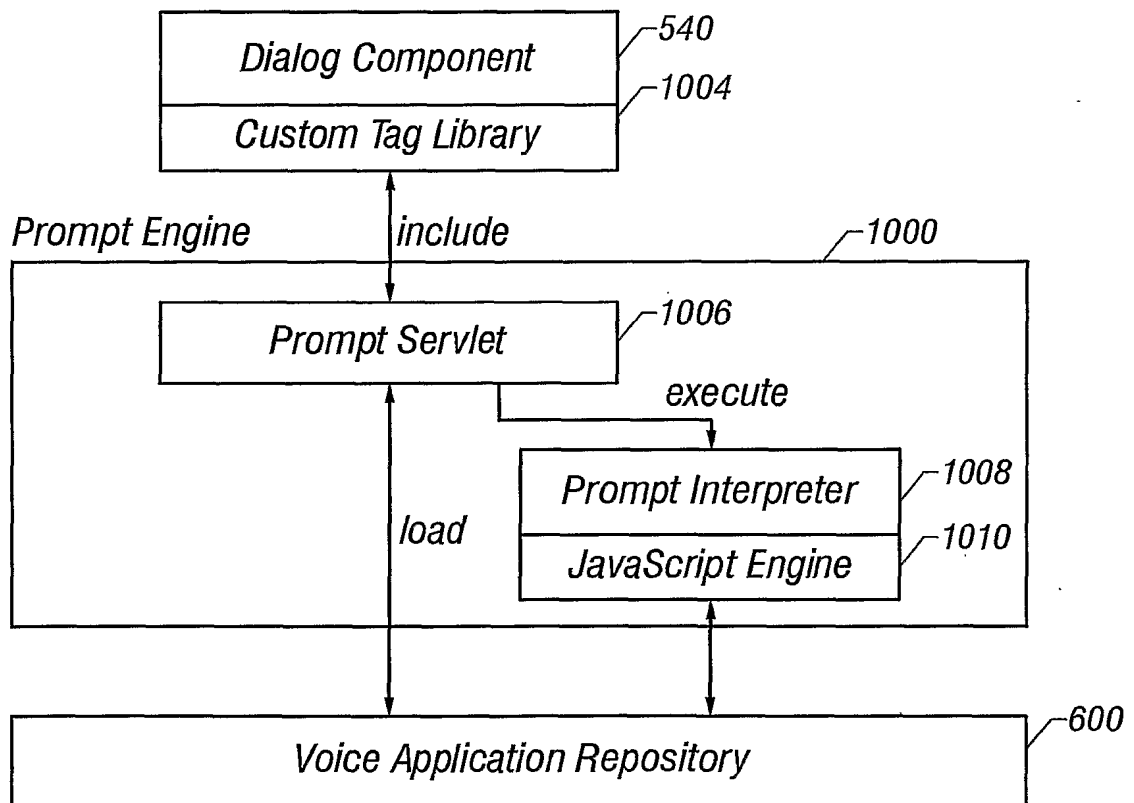 540
Dialog Component
1004
Custom Tag Library
Prompt Engine
include
1000
1006
Prompt Servlet
execute
1008
Prompt Interpreter
load
1010
JavaScript Engine
600
Voice Application Repository